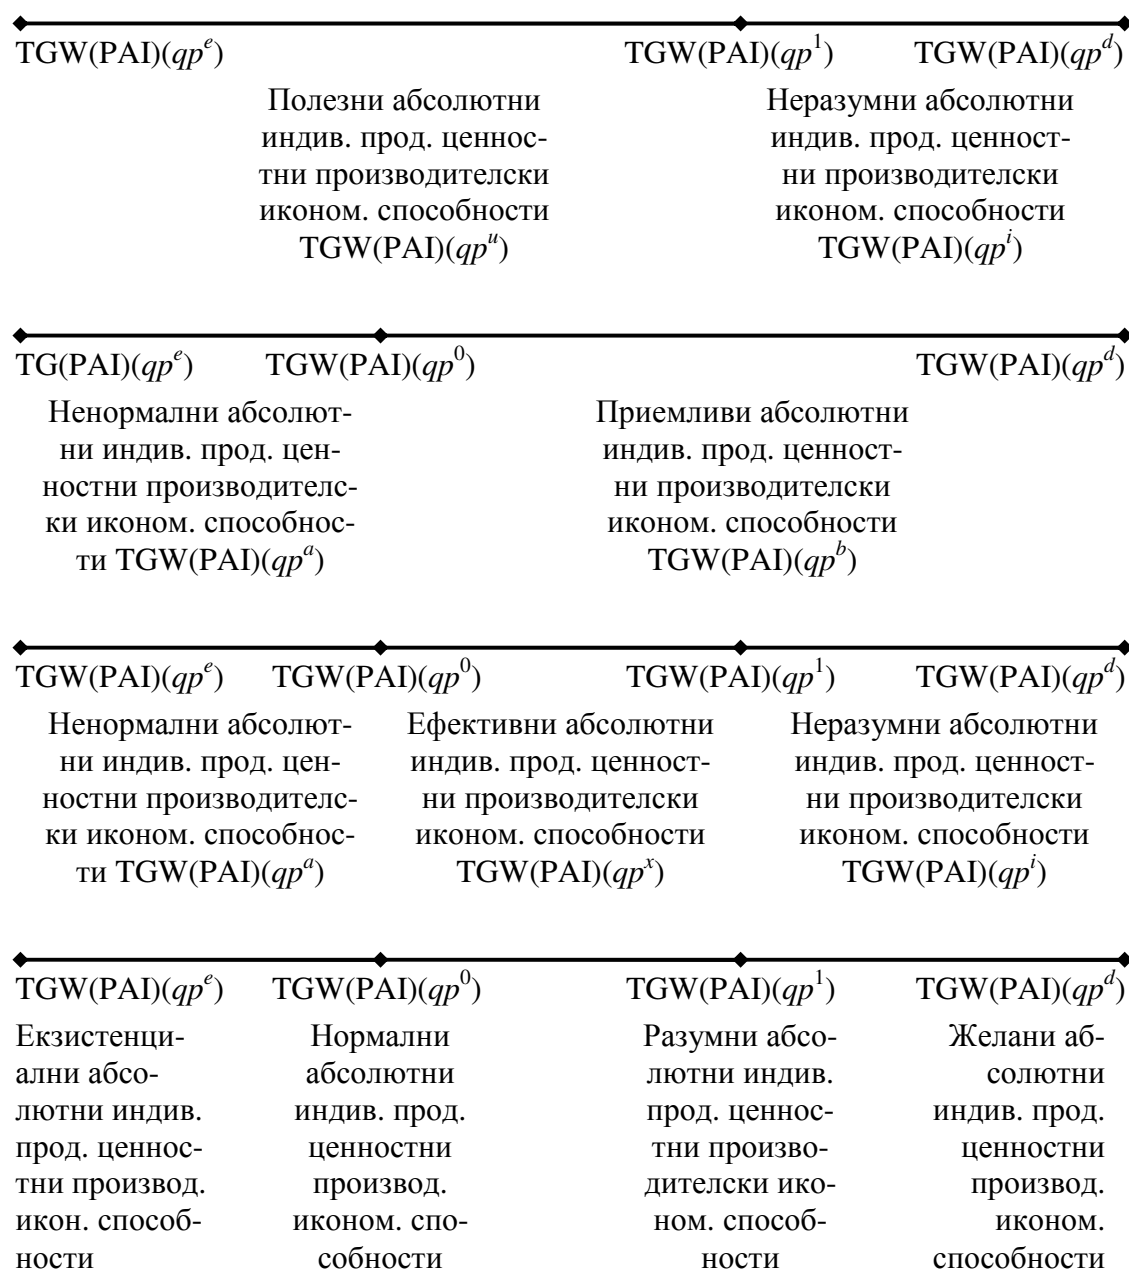 TGW(PAI)(qp^e) TGW(PAI)(qp^1) TGW(PAI)(qp^d)
Полезни абсолютни
индив. прод. ценнос-
тни производителски
иконом. способности
TGW(PAI)(qp^u)
Неразумни абсолютни
индив. прод. ценност-
ни производителски
иконом. способности
TGW(PAI)(qp^i)
TG(PAI)(qp^e) TGW(PAI)(qp^0) TGW(PAI)(qp^d)
Ненормални абсолют-
ни индив. прод. цен-
ностни производителс-
ки иконом. способнос-
ти TGW(PAI)(qp^a)
Приемливи абсолютни
индив. прод. ценност-
ни производителски
иконом. способности
TGW(PAI)(qp^b)
TGW(PAI)(qp^e) TGW(PAI)(qp^0) TGW(PAI)(qp^1) TGW(PAI)(qp^d)
Ненормални абсолют-
ни индив. прод. цен-
ностни производителс-
ки иконом. способнос-
ти TGW(PAI)(qp^a)
Ефективни абсолютни
индив. прод. ценност-
ни производителски
иконом. способности
TGW(PAI)(qp^x)
Неразумни абсолютни
индив. прод. ценност-
ни производителски
иконом. способности
TGW(PAI)(qp^i)
TGW(PAI)(qp^e) TGW(PAI)(qp^0) TGW(PAI)(qp^1) TGW(PAI)(qp^d)
Екзистенци-
ални абсо-
лютни индив.
прод. ценнос-
тни производ.
икон. способ-
ности
Нормални
абсолютни
индив. прод.
ценностни
производ.
иконом. спо-
собности
Разумни абсо-
лютни индив.
прод. ценнос-
тни произво-
дителски ико-
ном. способ-
ности
Желани аб-
солютни
индив. прод.
ценностни
производ.
иконом.
способности